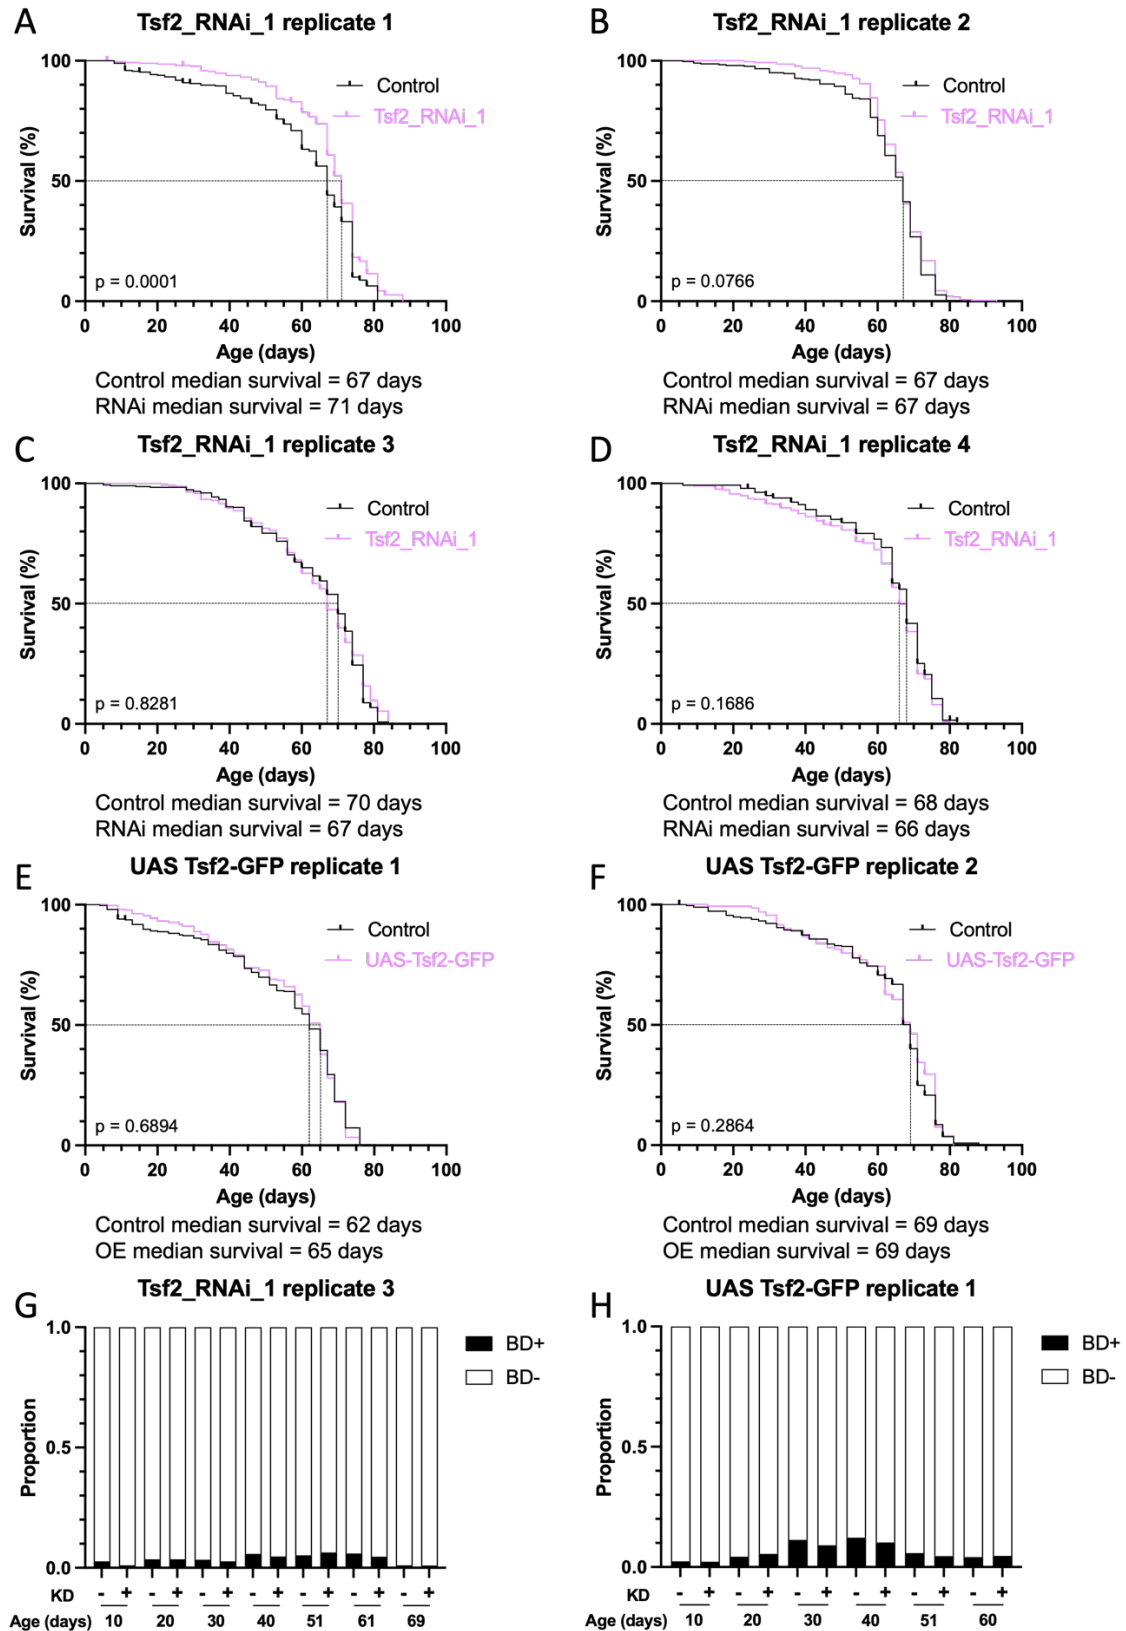 A
Tsf2_RNAi_1 replicate 1
100
50
0
Survival (%)
Control
Tsf2_RNAi_1
p = 0.0001
0 20 40 60 80 100
Age (days)
Control median survival = 67 days
RNAi median survival = 71 days
B
Tsf2_RNAi_1 replicate 2
100
50
0
Survival (%)
Control
Tsf2_RNAi_1
p = 0.0766
0 20 40 60 80 100
Age (days)
Control median survival = 67 days
RNAi median survival = 67 days
C
Tsf2_RNAi_1 replicate 3
100
50
0
Survival (%)
Control
Tsf2_RNAi_1
p = 0.8281
0 20 40 60 80 100
Age (days)
Control median survival = 70 days
RNAi median survival = 67 days
D
Tsf2_RNAi_1 replicate 4
100
50
0
Survival (%)
Control
Tsf2_RNAi_1
p = 0.1686
0 20 40 60 80 100
Age (days)
Control median survival = 68 days
RNAi median survival = 66 days
E
UAS Tsf2-GFP replicate 1
100
50
0
Survival (%)
Control
UAS-Tsf2-GFP
p = 0.6894
0 20 40 60 80 100
Age (days)
Control median survival = 62 days
OE median survival = 65 days
F
UAS Tsf2-GFP replicate 2
100
50
0
Survival (%)
Control
UAS-Tsf2-GFP
p = 0.2864
0 20 40 60 80 100
Age (days)
Control median survival = 69 days
OE median survival = 69 days
G
Tsf2_RNAi_1 replicate 3
1.0
0.5
0.0
Proportion
BD+
BD-
KD - + - + - + - + - + - + - +
Age (days) 10 20 30 40 51 61 69
H
UAS Tsf2-GFP replicate 1
1.0
0.5
0.0
Proportion
BD+
BD-
KD - + - + - + - + - + - +
Age (days) 10 20 30 40 51 60